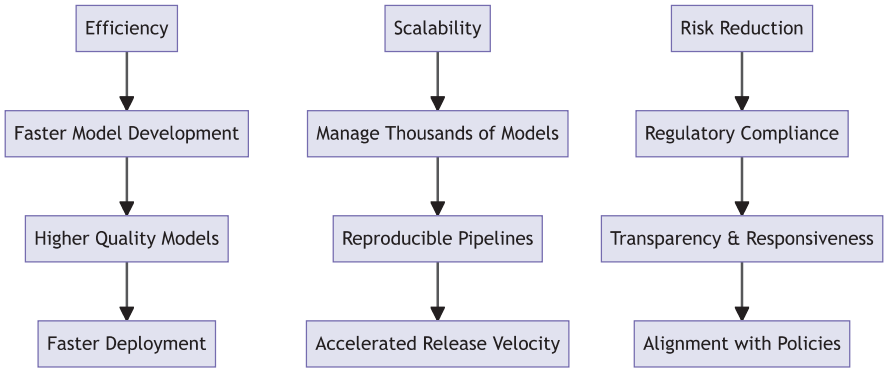 Efficiency
Scalability
Risk Reduction
Faster Model Development
Manage Thousands of Models
Regulatory Compliance
Higher Quality Models
Reproducible Pipelines
Transparency & Responsiveness
Faster Deployment
Accelerated Release Velocity
Alignment with Policies